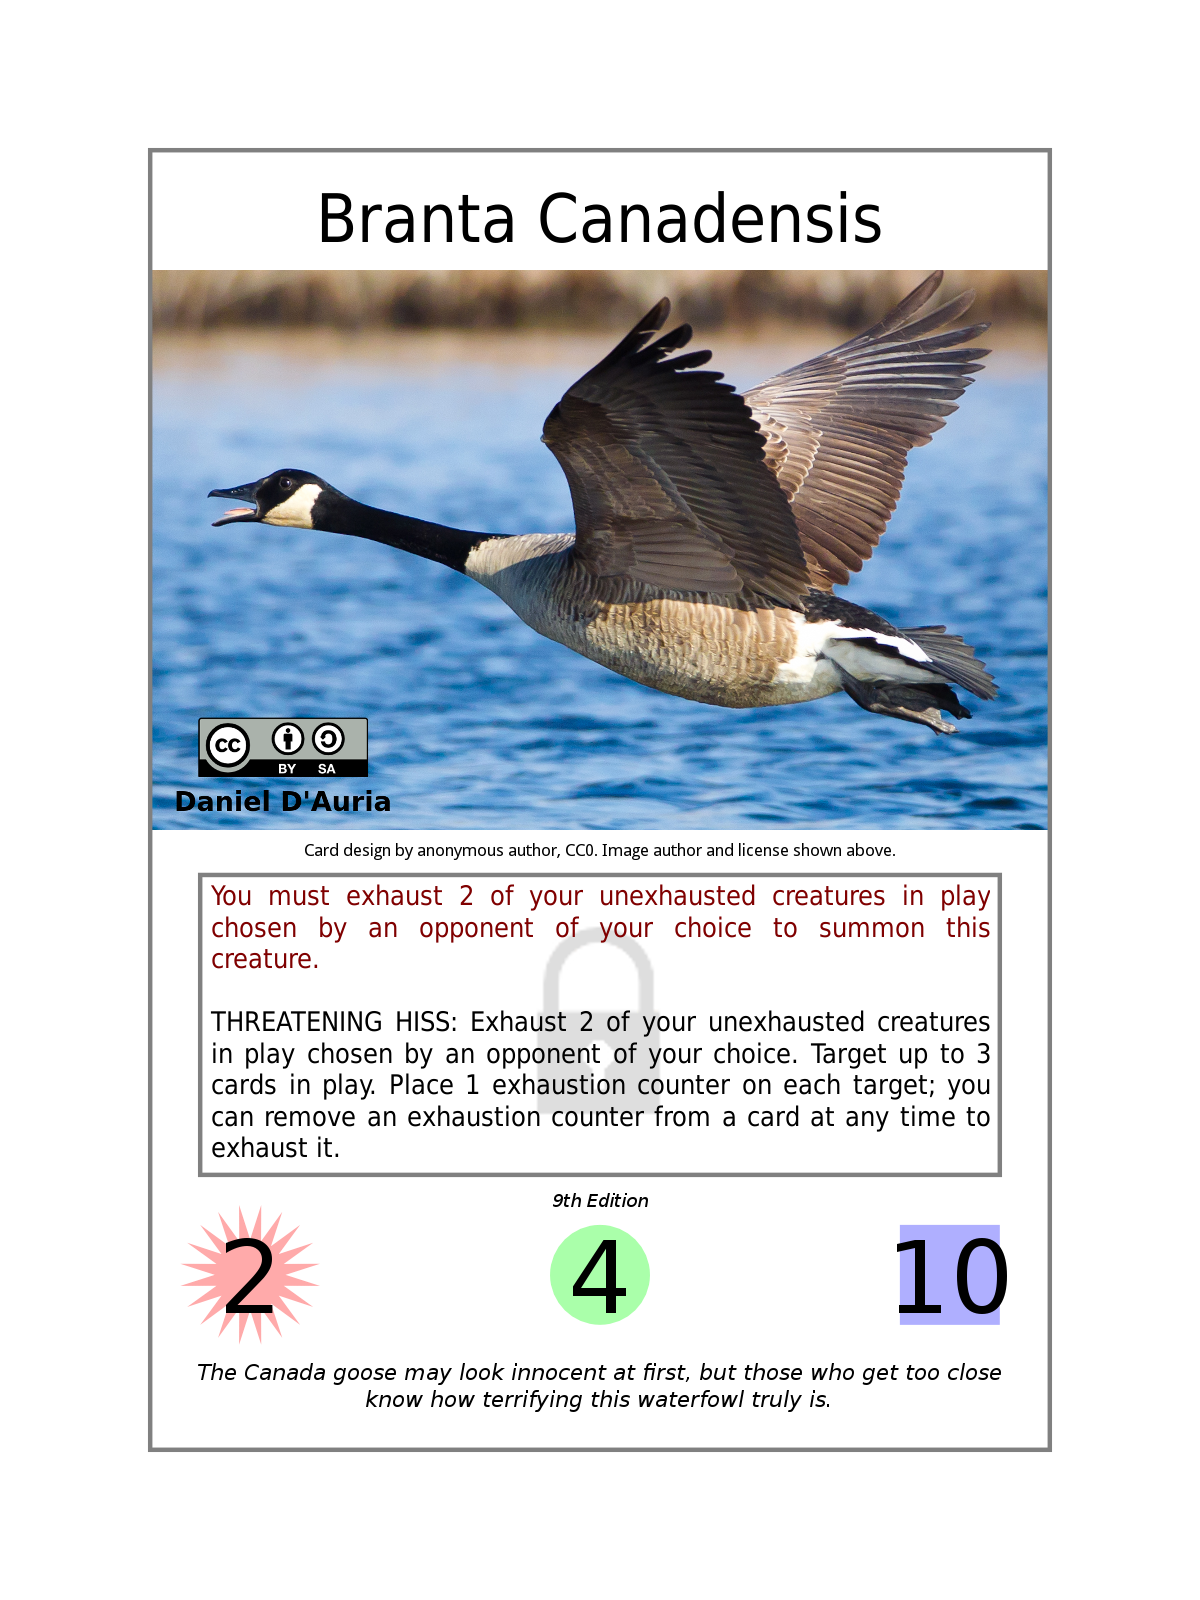 Branta Canadensis
CC
BY SA
Daniel D'Auria
Card design by anonymous author, CC0. Image author and license shown above.
You must exhaust 2 of your unexhausted creatures in play
chosen by an opponent of your choice to summon this
creature.
THREATENING HISS: Exhaust 2 of your unexhausted creatures
in play chosen by an opponent of your choice. Target up to 3
cards in play. Place 1 exhaustion counter on each target; you
can remove an exhaustion counter from a card at any time to
exhaust it.
9th Edition
2 4 10
The Canada goose may look innocent at first, but those who get too close
know how terrifying this waterfowl truly is.